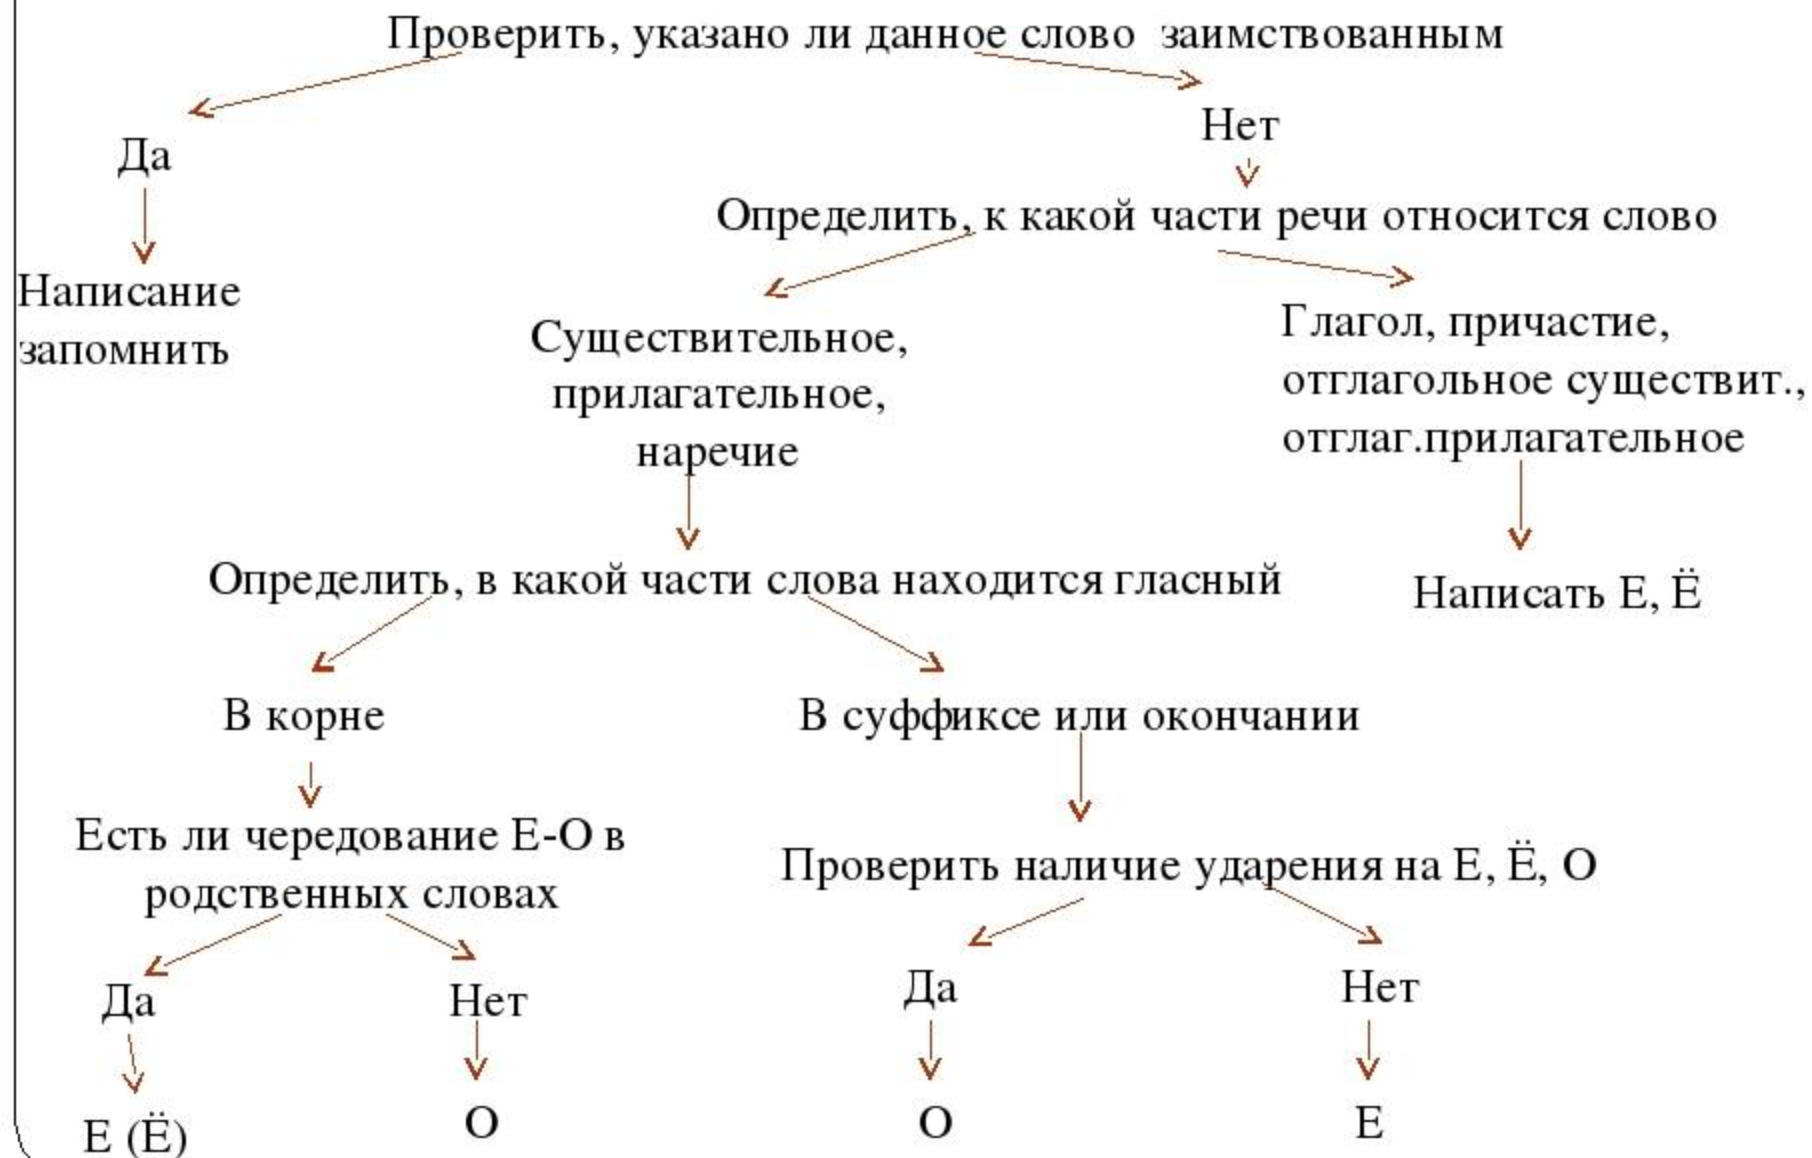 Проверить, указано ли данное слово заимствованным
Да
Нет
Написание
запомнить
Определить, к какой части речи относится слово
Существительное,
прилагательное,
наречие
Глагол, причастие,
отглагольное существит.,
отглаг.прилагательное
Определить, в какой части слова находится гласный
Написать Е, Ё
В корне
В суффиксе или окончании
Есть ли чередование Е-О в
родственных словах
Проверить наличие ударения на Е, Ё, О
Да
Нет
Да
Нет
Е (Ё)
О
О
Е